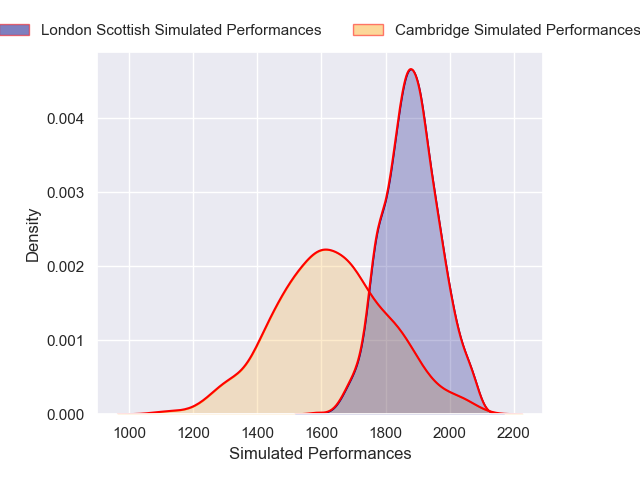 London Scottish Simulated Performances Cambridge Simulated Performances
0.004
0.003
0.002
0.001
0.000
Density
1000 1200 1400 1600 1800 2000 2200
Simulated Performances